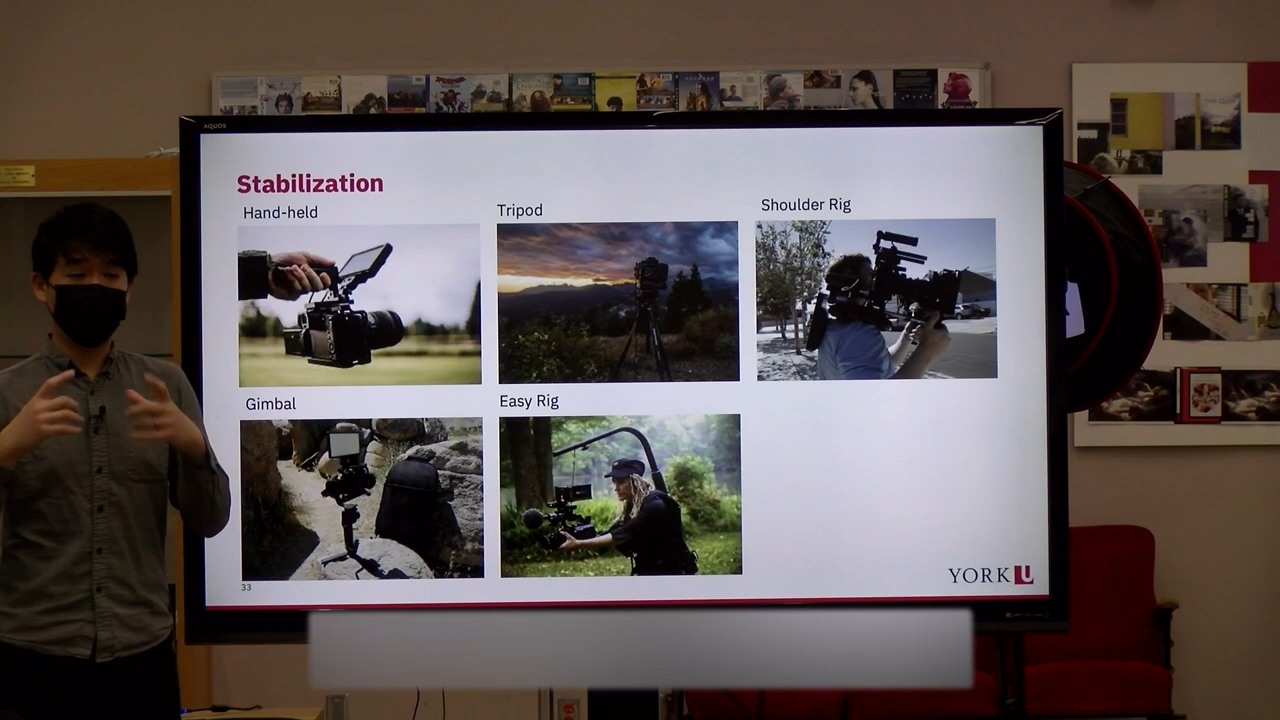 AQUOS
Stabilization
Hand-held
Tripod
Shoulder Rig
Gimbal
Easy Rig
33
YORK U